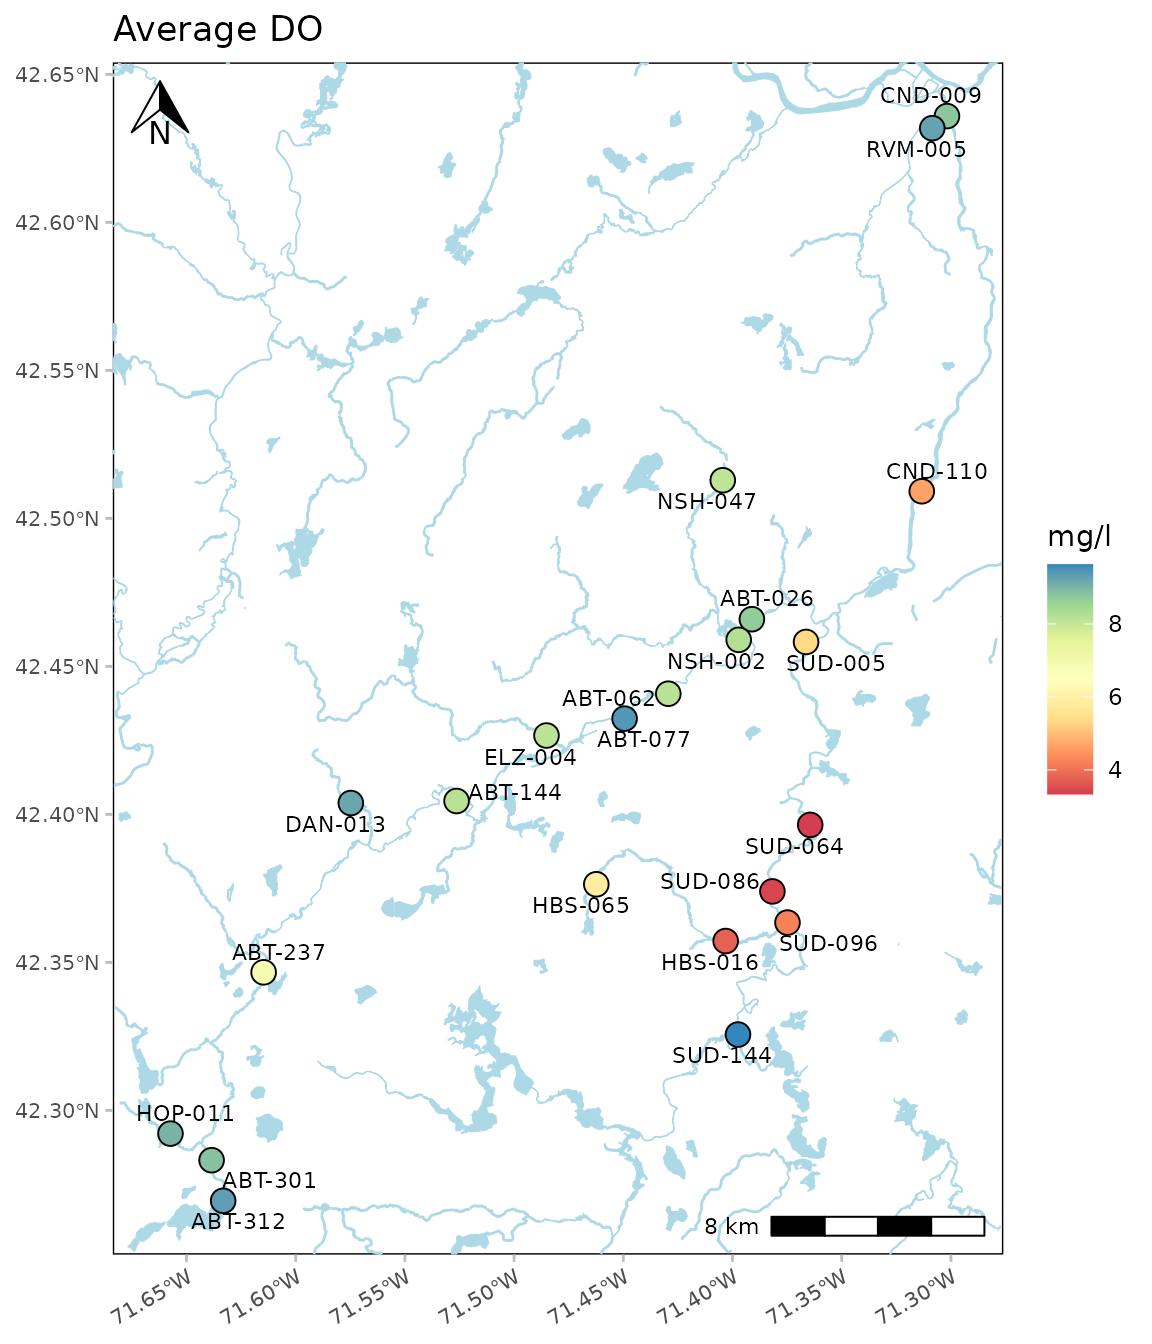 Average DO
42.65°N
42.60°N
42.55°N
42.50°N
42.45°N
42.40°N
42.35°N
42.30°N
N
CND-009
RVM-005
CND-110
NSH-047
ABT-026
NSH-002
SUD-005
ABT-062
ABT-077
ELZ-004
ABT-144
DAN-013
SUD-064
SUD-086
HBS-065
SUD-096
ABT-237
HBS-016
SUD-144
HOP-011
ABT-301
ABT-312
8 km
mg/l
8
6
4
71.65°W
71.60°W
71.55°W
71.50°W
71.45°W
71.40°W
71.35°W
71.30°W